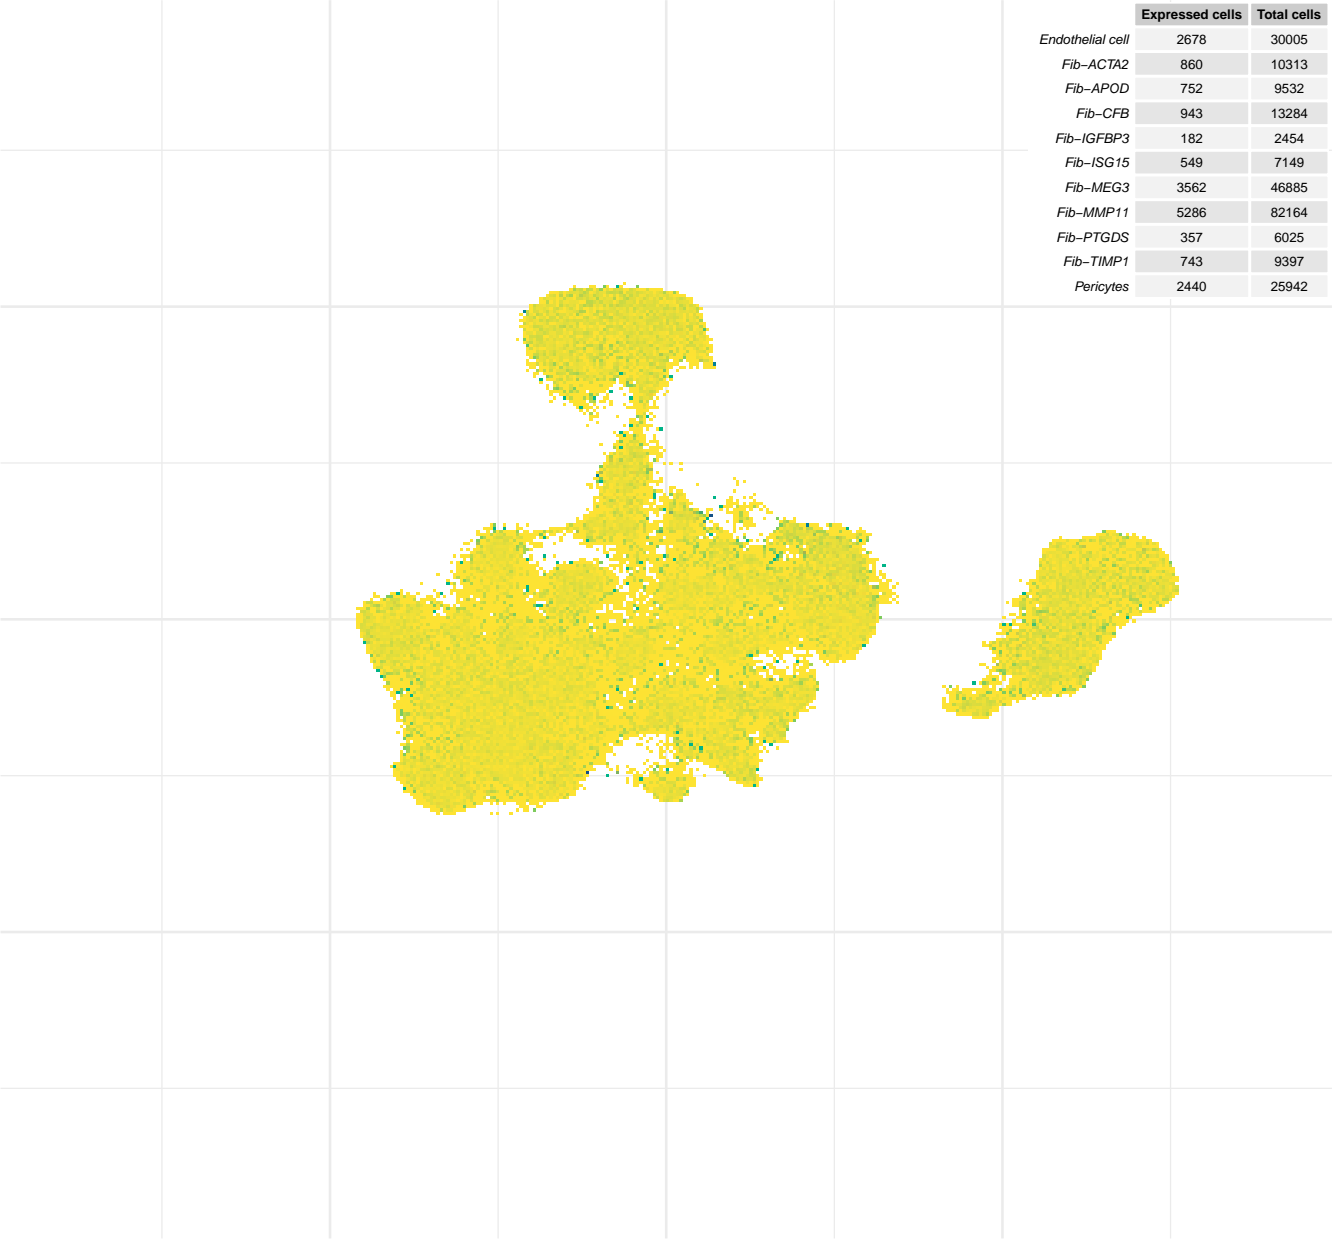 Expressed cells Total cells
Endothelial cell 2678 30005
Fib−ACTA2 860 10313
Fib−APOD 752 9532
Fib−CFB 943 13284
Fib−IGFBP3 182 2454
Fib−ISG15 549 7149
Fib−MEG3 3562 46885
Fib−MMP11 5286 82164
Fib−PTGDS 357 6025
Fib−TIMP1 743 9397
Pericytes 2440 25942